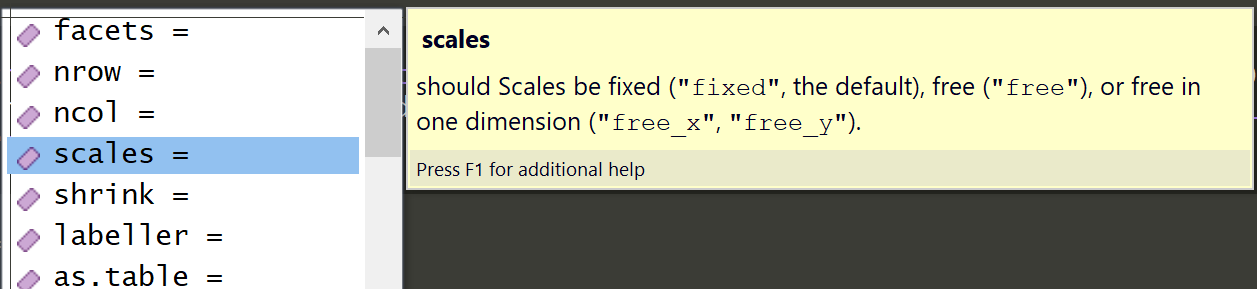 facets =
nrow =
ncol =
scales =
shrink =
labeller =
as.table =
scales
should Scales be fixed ("fixed", the default), free ("free"), or free in
one dimension ("free_x", "free_y").
Press F1 for additional help